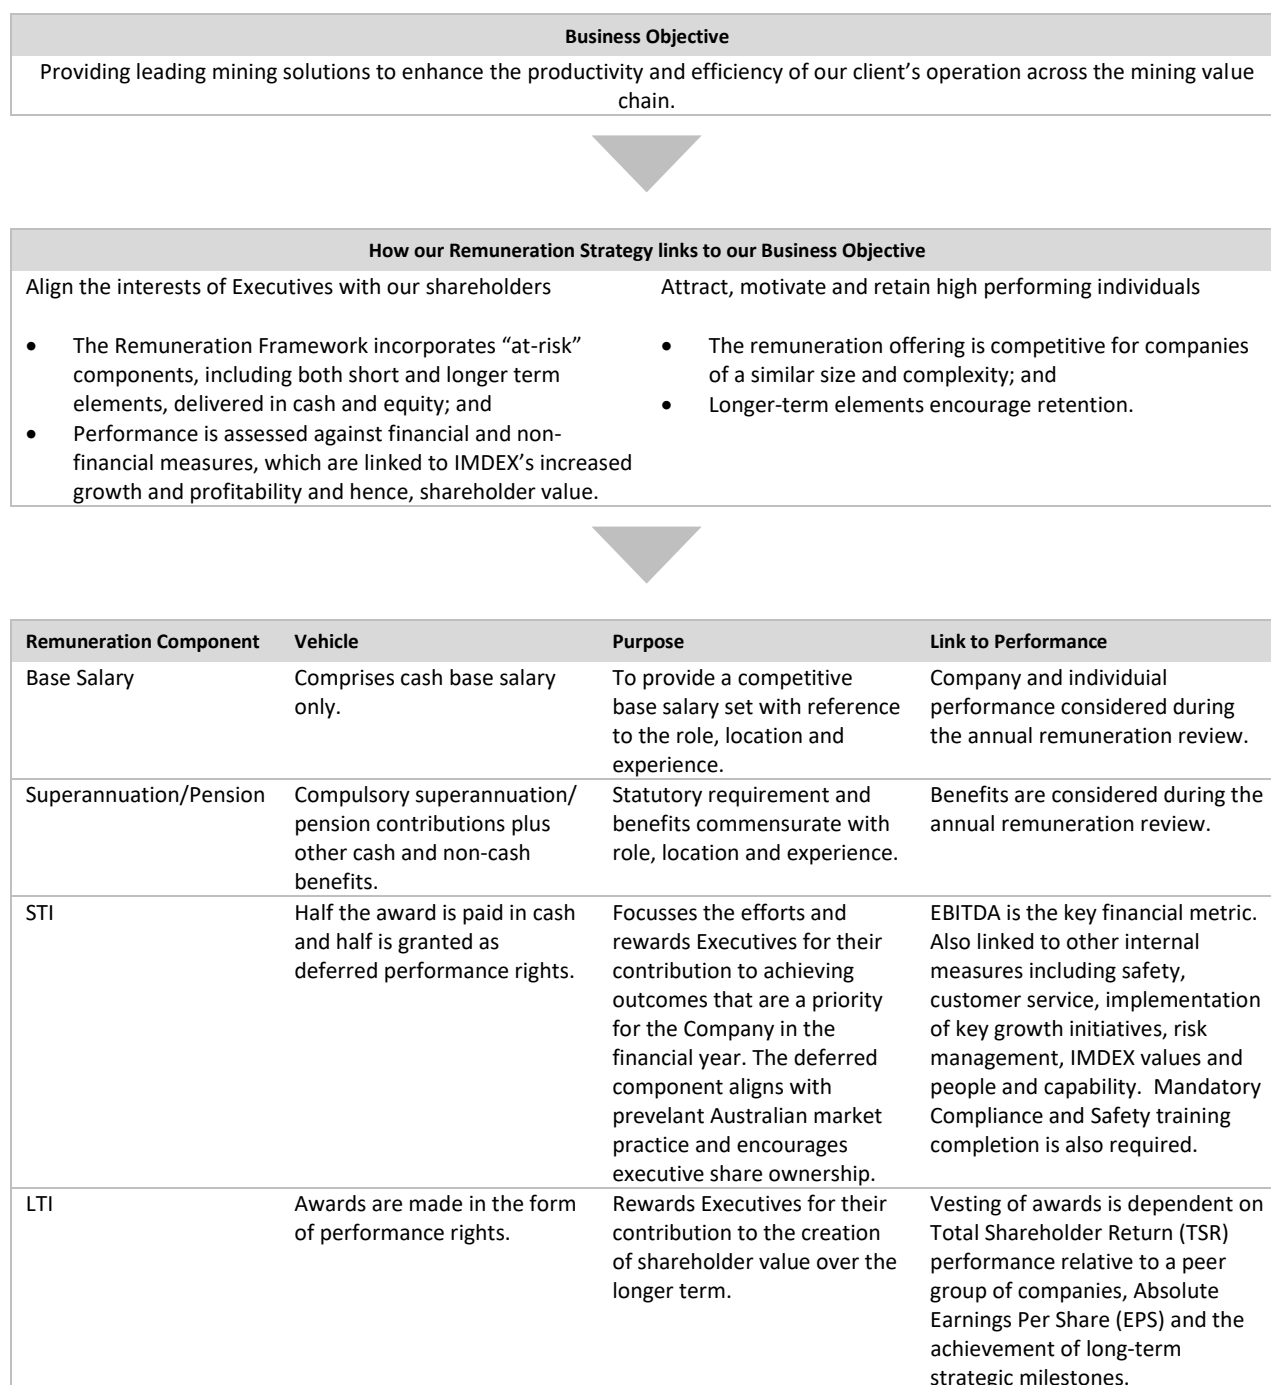 Business Objective
Providing leading mining solutions to enhance the productivity and efficiency of our client’s operation across the mining value
chain.
How our Remuneration Strategy links to our Business Objective
Align the interests of Executives with our shareholders
• The Remuneration Framework incorporates “at-risk”
components, including both short and longer term
elements, delivered in cash and equity; and
• Performance is assessed against financial and non-
financial measures, which are linked to IMDEX’s increased
growth and profitability and hence, shareholder value.
Attract, motivate and retain high performing individuals
• The remuneration offering is competitive for companies
of a similar size and complexity; and
• Longer-term elements encourage retention.
Remuneration Component Vehicle Purpose Link to Performance
Base Salary
Comprises cash base salary
only.
To provide a competitive
base salary set with reference
to the role, location and
experience.
Company and individuial
performance considered during
the annual remuneration review.
Superannuation/Pension
Compulsory superannuation/
pension contributions plus
other cash and non-cash
benefits.
Statutory requirement and
benefits commensurate with
role, location and experience.
Benefits are considered during the
annual remuneration review.
STI
Half the award is paid in cash
and half is granted as
deferred performance rights.
Focusses the efforts and
rewards Executives for their
contribution to achieving
outcomes that are a priority
for the Company in the
financial year. The deferred
component aligns with
prevelant Australian market
practice and encourages
executive share ownership.
EBITDA is the key financial metric.
Also linked to other internal
measures including safety,
customer service, implementation
of key growth initiatives, risk
management, IMDEX values and
people and capability.  Mandatory
Compliance and Safety training
completion is also required.
LTI
Awards are made in the form
of performance rights.
Rewards Executives for their
contribution to the creation
of shareholder value over the
longer term.
Vesting of awards is dependent on
Total Shareholder Return (TSR)
performance relative to a peer
group of companies, Absolute
Earnings Per Share (EPS) and the
achievement of long-term
strategic milestones.